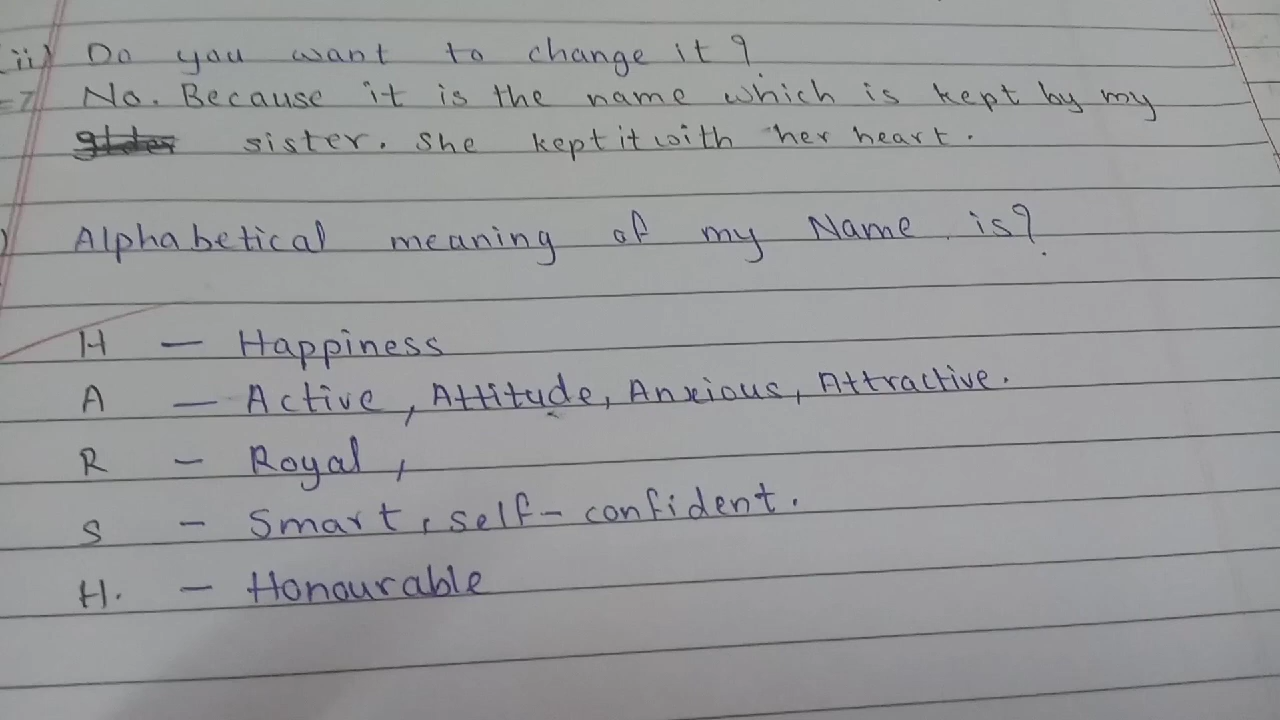 ii) Do you want to change it?
=> No. Because it is the name which is kept by my
sister. She kept it with her heart.
) Alphabetical meaning of my Name is?
H — Happiness
A — Active, Attitude, Anxious, Attractive.
R — Royal,
S — Smart, self-confident.
H. — Honourable